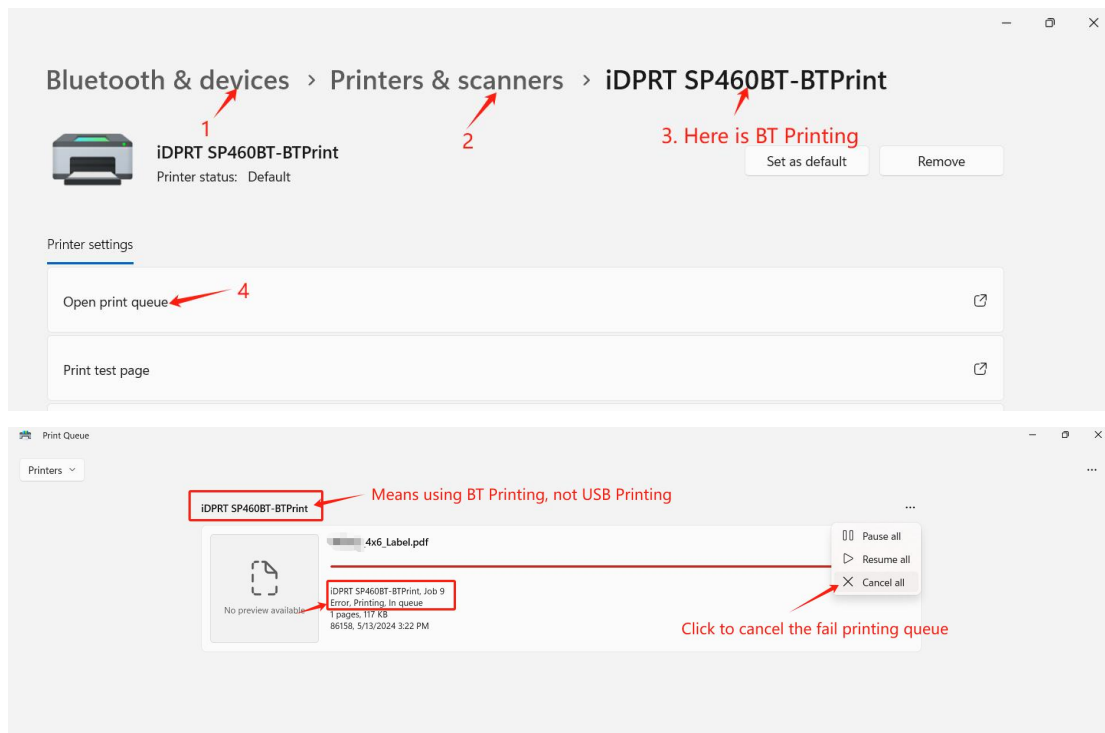 Bluetooth & devices > Printers & scanners > iDPRT SP460BT-BTPrint
1
2
3. Here is BT Printing
iDPRT SP460BT-BTPrint
Printer status: Default
Set as default
Remove
Printer settings
Open print queue
4
Print test page
Print Queue
Printers
Means using BT Printing, not USB Printing
iDPRT SP460BT-BTPrint
_4x6_Label.pdf
Pause all
Resume all
Cancel all
No preview available
iDPRT SP460BT-BTPrint, Job 9
Error, Printing, In queue
1 pages, 117 KB
86158, 5/13/2024 3:22 PM
Click to cancel the fail printing queue